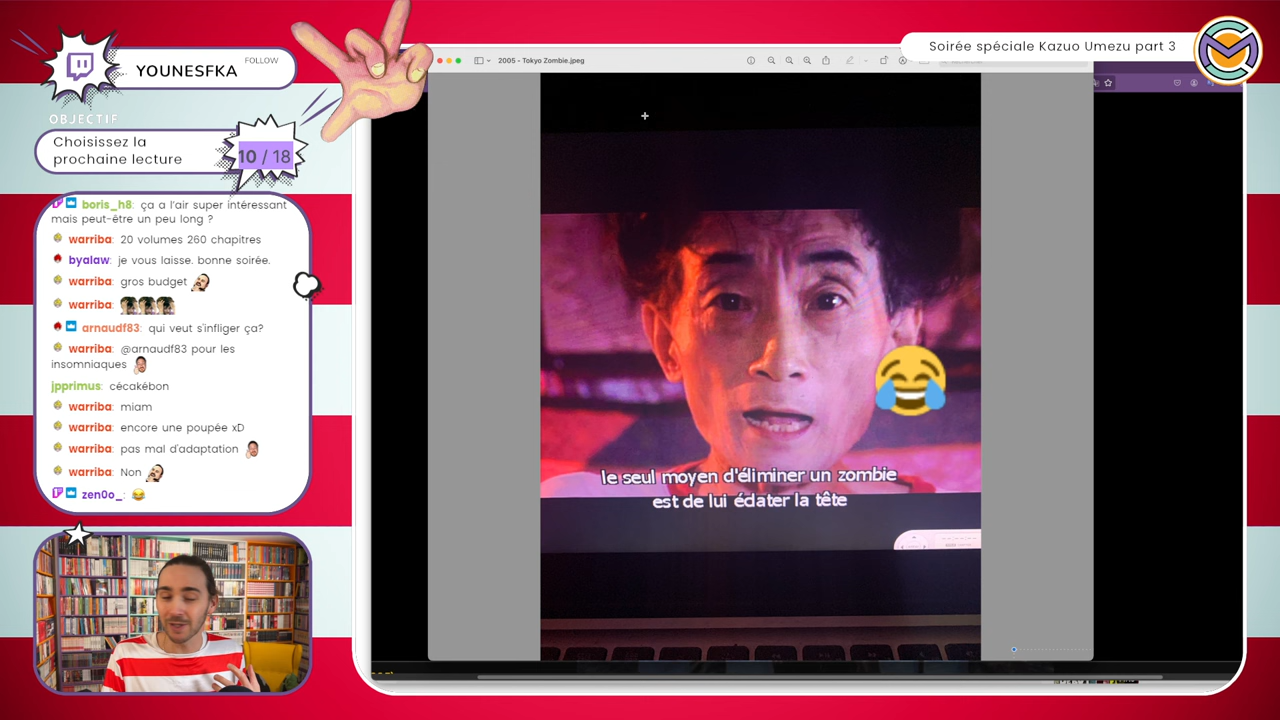 YOUNESFKA
FOLLOW
OBJECTIF
Choisissez la
prochaine lecture
10 / 18
boris_h8: ça a l'air super intéressant
mais peut-être un peu long ?
warriba: 20 volumes 260 chapitres
byalaw: je vous laisse. bonne soirée.
warriba: gros budget
warriba:
arnaudf83: qui veut s'infliger ça?
warriba: @arnaudf83 pour les
insomniaques
jpprimus: cécakébon
warriba: miam
warriba: encore une poupée xD
warriba: pas mal d'adaptation
warriba: Non
zen0o_: 😂
Soirée spéciale Kazuo Umezu part 3
2005 - Tokyo Zombie.jpeg
le seul moyen d'éliminer un zombie
est de lui éclater la tête